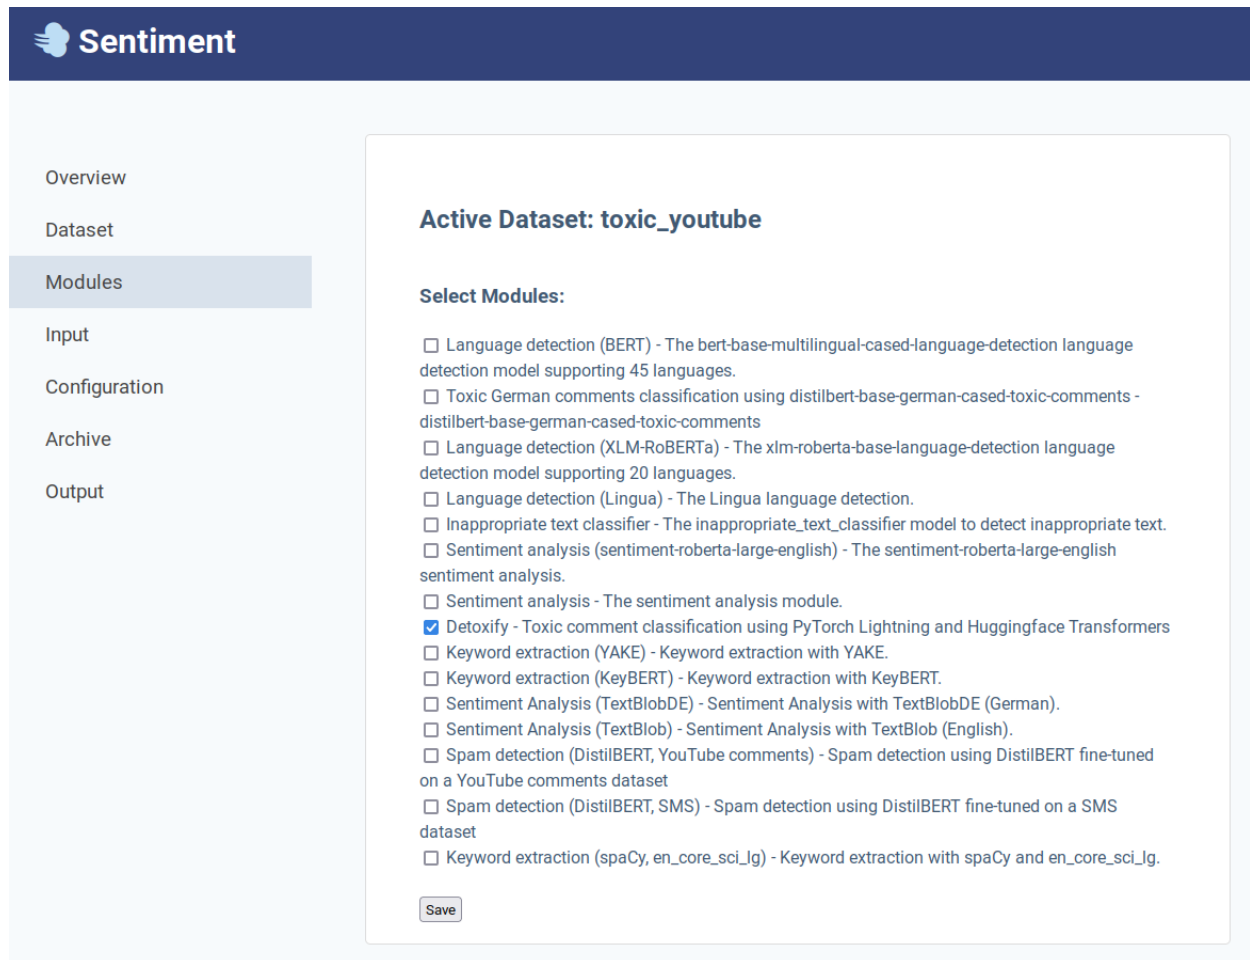 Sentiment
Overview
Dataset
Modules
Input
Configuration
Archive
Output
Active Dataset: toxic_youtube
Select Modules:
Language detection (BERT) - The bert-base-multilingual-cased-language-detection language
detection model supporting 45 languages.
Toxic German comments classification using distilbert-base-german-cased-toxic-comments -
distilbert-base-german-cased-toxic-comments
Language detection (XLM-RoBERTa) - The xlm-roberta-base-language-detection language
detection model supporting 20 languages.
Language detection (Lingua) - The Lingua language detection.
Inappropriate text classifier - The inappropriate_text_classifier model to detect inappropriate text.
Sentiment analysis (sentiment-roberta-large-english) - The sentiment-roberta-large-english
sentiment analysis.
Sentiment analysis - The sentiment analysis module.
Detoxify - Toxic comment classification using PyTorch Lightning and Huggingface Transformers
Keyword extraction (YAKE) - Keyword extraction with YAKE.
Keyword extraction (KeyBERT) - Keyword extraction with KeyBERT.
Sentiment Analysis (TextBlobDE) - Sentiment Analysis with TextBlobDE (German).
Sentiment Analysis (TextBlob) - Sentiment Analysis with TextBlob (English).
Spam detection (DistilBERT, YouTube comments) - Spam detection using DistilBERT fine-tuned
on a YouTube comments dataset
Spam detection (DistilBERT, SMS) - Spam detection using DistilBERT fine-tuned on a SMS
dataset
Keyword extraction (spaCy, en_core_sci_lg) - Keyword extraction with spaCy and en_core_sci_lg.
Save